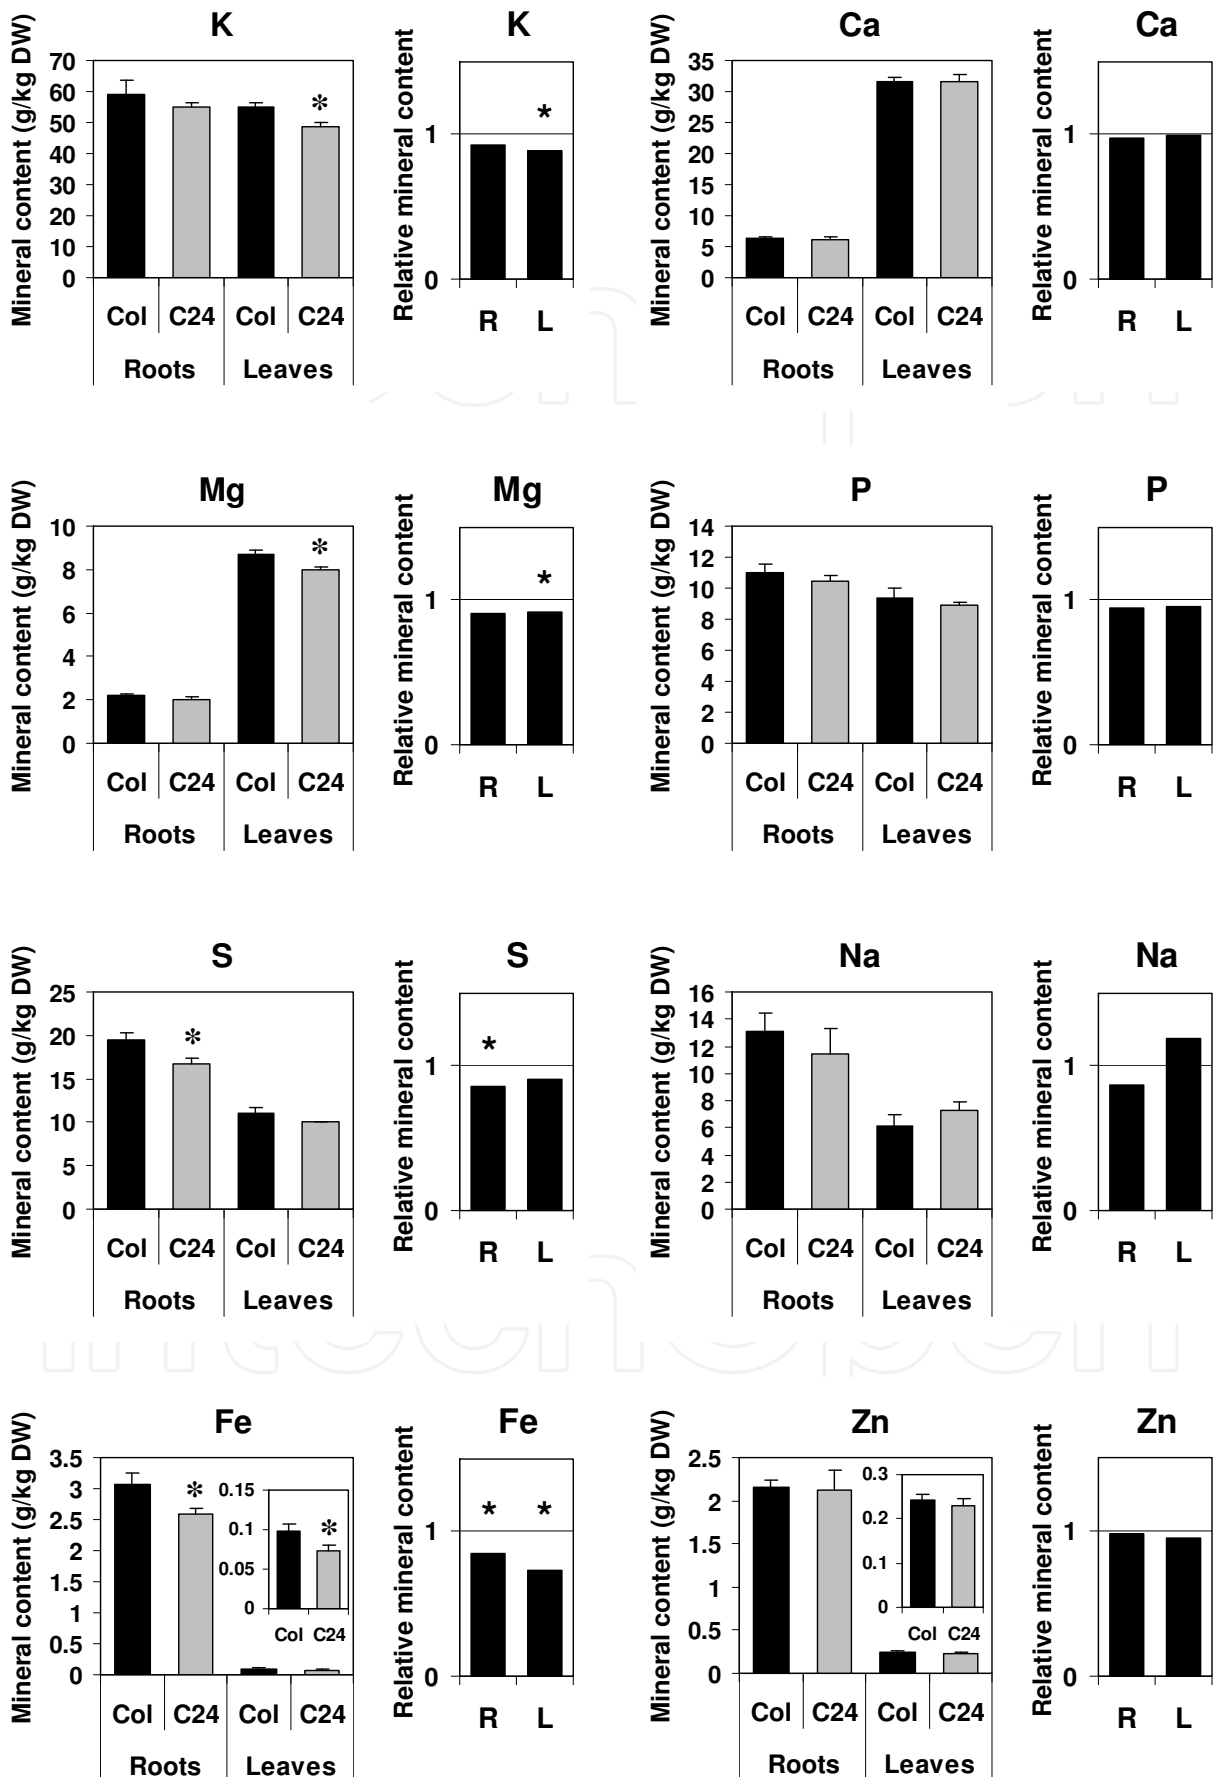 K K Ca Ca
Mineral content (g/kg DW)
70
60
50
40
30
20
10
0
*
Col C24 Col C24
Roots Leaves
Relative mineral content
1
0
*
R L
Mineral content (g/kg DW)
35
30
25
20
15
10
5
0
Col C24 Col C24
Roots Leaves
Relative mineral content
1
0
R L
Mg Mg P P
Mineral content (g/kg DW)
10
8
6
4
2
0
*
Col C24 Col C24
Roots Leaves
Relative mineral content
1
0
*
R L
Mineral content (g/kg DW)
14
12
10
8
6
4
2
0
Col C24 Col C24
Roots Leaves
Relative mineral content
1
0
R L
S S Na Na
Mineral content (g/kg DW)
25
20
15
10
5
0
*
Col C24 Col C24
Roots Leaves
Relative mineral content
1
0
*
R L
Mineral content (g/kg DW)
16
14
12
10
8
6
4
2
0
Col C24 Col C24
Roots Leaves
Relative mineral content
1
0
R L
Fe Fe Zn Zn
Mineral content (g/kg DW)
3.5
3
2.5
2
1.5
1
0.5
0
*
0.15
0.1
0.05
0
*
Col C24
Col C24 Col C24
Roots Leaves
Relative mineral content
1
0
* *
R L
Mineral content (g/kg DW)
2.5
2
1.5
1
0.5
0
0.3
0.2
0.1
0
Col C24
Col C24 Col C24
Roots Leaves
Relative mineral content
1
0
R L